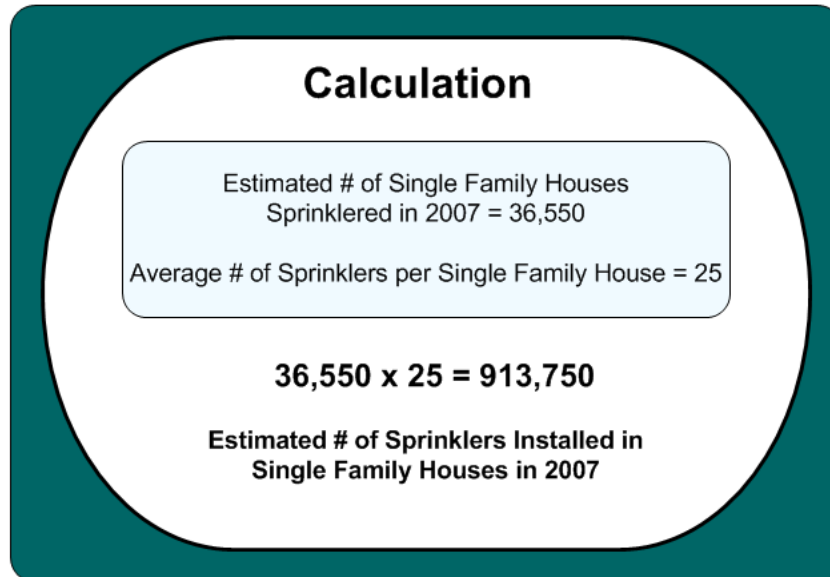 Calculation
Estimated # of Single Family Houses
Sprinklered in 2007 = 36,550
Average # of Sprinklers per Single Family House = 25
36,550 x 25 = 913,750
Estimated # of Sprinklers Installed in
Single Family Houses in 2007